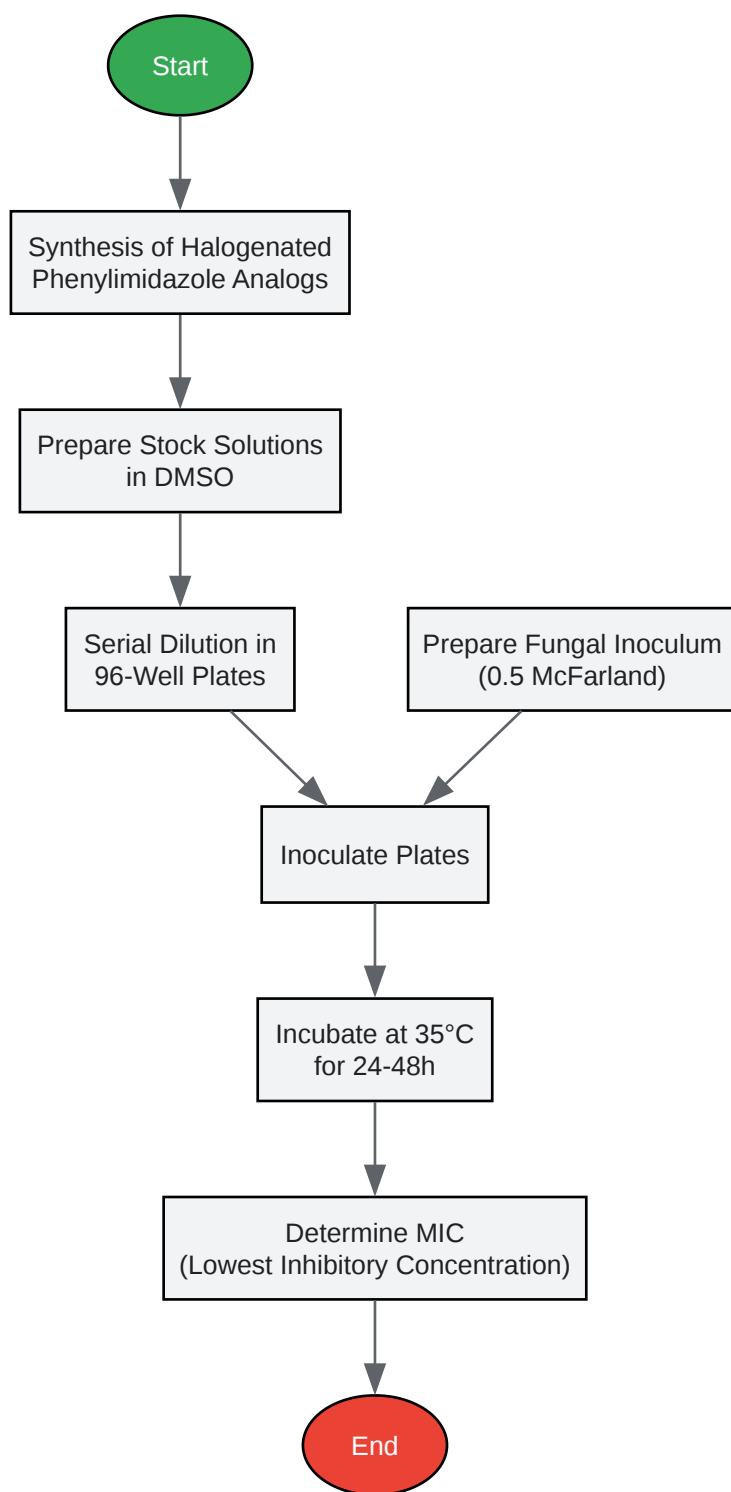 Start
Synthesis of Halogenated
Phenylimidazole Analogs
Prepare Stock Solutions
in DMSO
Serial Dilution in
96-Well Plates
Prepare Fungal Inoculum
(0.5 McFarland)
Inoculate Plates
Incubate at 35°C
for 24-48h
Determine MIC
(Lowest Inhibitory Concentration)
End